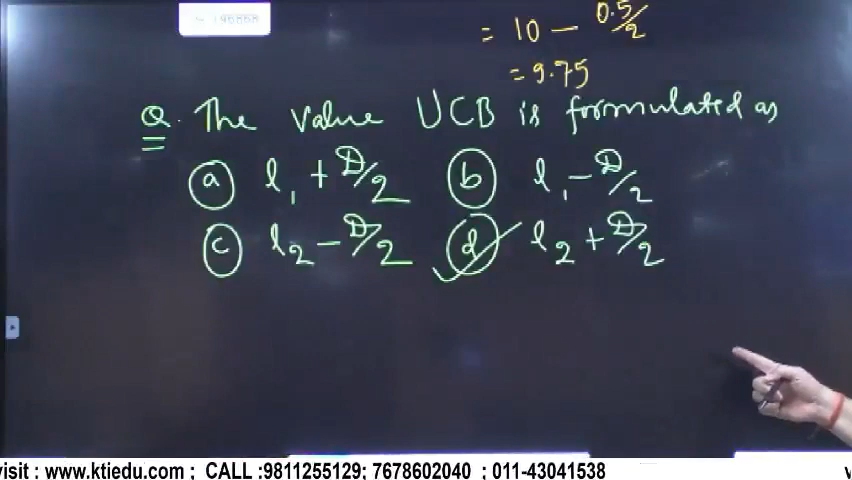 = 10 - 0.5/2
= 9.75
Q. The value UCB is formulated as
(a) l₁ + D/2 (b) l₁ - D/2
(c) l₂ - D/2 (d) l₂ + D/2
visit : www.ktiedu.com ; CALL :9811255129; 7678602040 ; 011-43041538